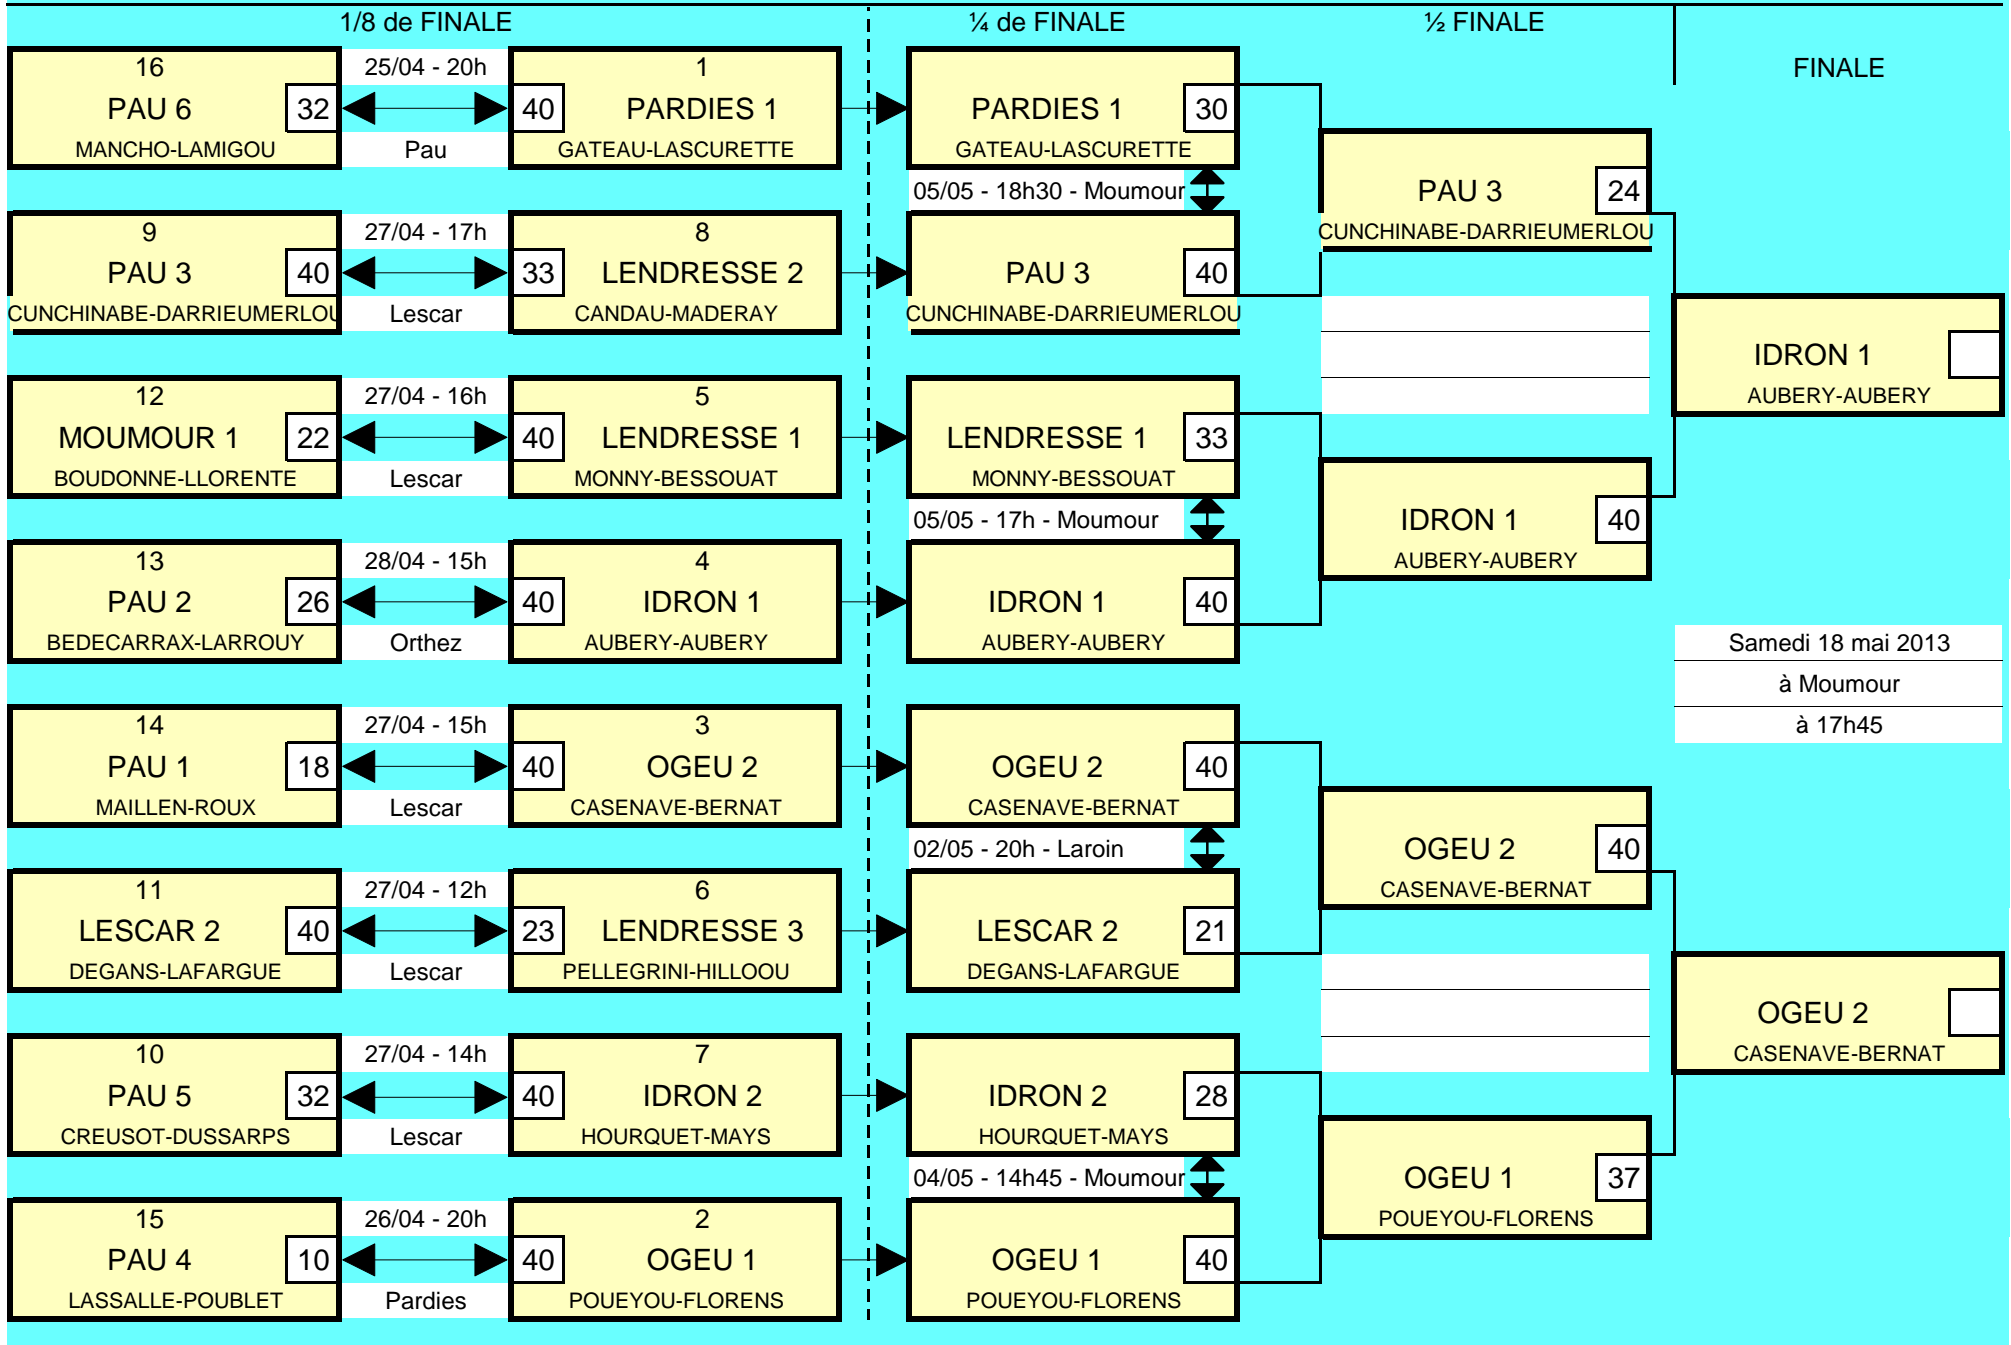 1/8 de FINALE
¼ de FINALE
½ FINALE
FINALE
16
PAU 6
32
MANCHO-LAMIGOU
25/04 - 20h
Pau
1
40
PARDIES 1
GATEAU-LASCURETTE
9
PAU 3
40
CUNCHINABE-DARRIEUMERLOU
27/04 - 17h
Lescar
8
33
LENDRESSE 2
CANDAU-MADERAY
12
MOUMOUR 1
22
BOUDONNE-LLORENTE
27/04 - 16h
Lescar
5
40
LENDRESSE 1
MONNY-BESSOUAT
13
PAU 2
26
BEDECARRAX-LARROUY
28/04 - 15h
Orthez
4
40
IDRON 1
AUBERY-AUBERY
14
PAU 1
18
MAILLEN-ROUX
27/04 - 15h
Lescar
3
40
OGEU 2
CASENAVE-BERNAT
11
LESCAR 2
40
DEGANS-LAFARGUE
27/04 - 12h
Lescar
6
23
LENDRESSE 3
PELLEGRINI-HILLOOU
10
PAU 5
32
CREUSOT-DUSSARPS
27/04 - 14h
Lescar
7
40
IDRON 2
HOURQUET-MAYS
15
PAU 4
10
LASSALLE-POUBLET
26/04 - 20h
Pardies
2
40
OGEU 1
POUEYOU-FLORENS
PARDIES 1
30
GATEAU-LASCURETTE
05/05 - 18h30 - Moumour
PAU 3
40
CUNCHINABE-DARRIEUMERLOU
LENDRESSE 1
33
MONNY-BESSOUAT
05/05 - 17h - Moumour
IDRON 1
40
AUBERY-AUBERY
OGEU 2
40
CASENAVE-BERNAT
02/05 - 20h - Laroin
LESCAR 2
21
DEGANS-LAFARGUE
IDRON 2
28
HOURQUET-MAYS
04/05 - 14h45 - Moumour
OGEU 1
40
POUEYOU-FLORENS
PAU 3
24
CUNCHINABE-DARRIEUMERLOU
IDRON 1
40
AUBERY-AUBERY
OGEU 2
40
CASENAVE-BERNAT
OGEU 1
37
POUEYOU-FLORENS
IDRON 1
AUBERY-AUBERY
Samedi 18 mai 2013
à Moumour
à 17h45
OGEU 2
CASENAVE-BERNAT